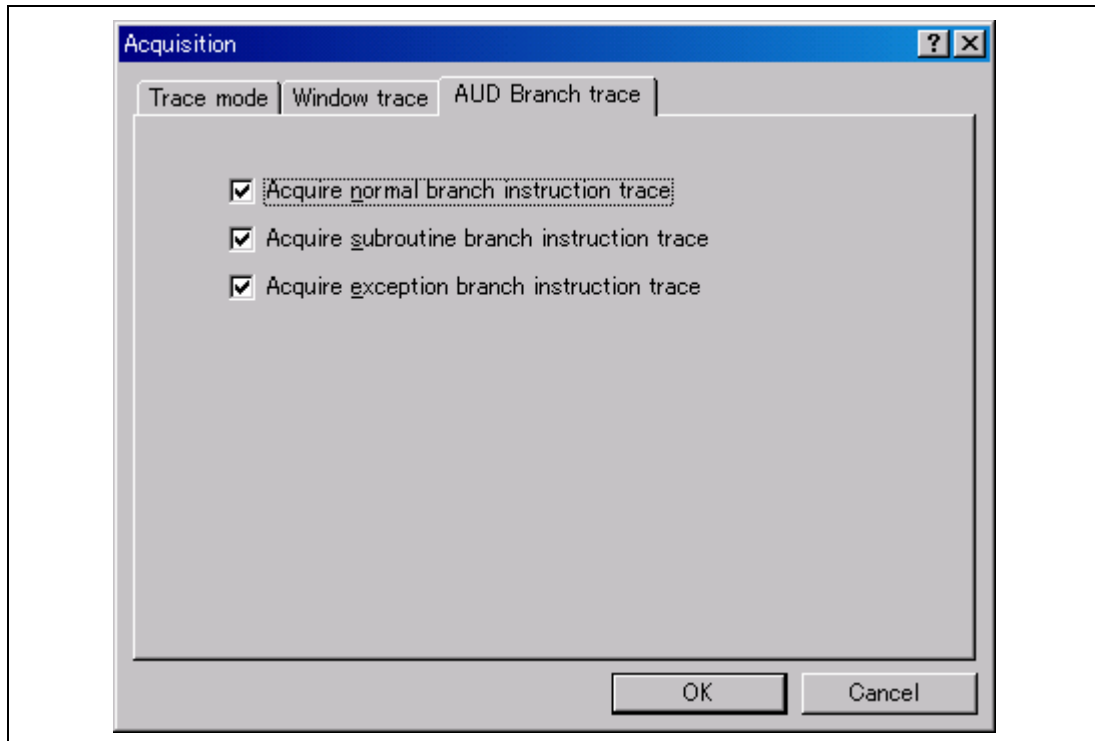 Acquisition
Trace mode Window trace AUD Branch trace
Acquire normal branch instruction trace
Acquire subroutine branch instruction trace
Acquire exception branch instruction trace
OK Cancel